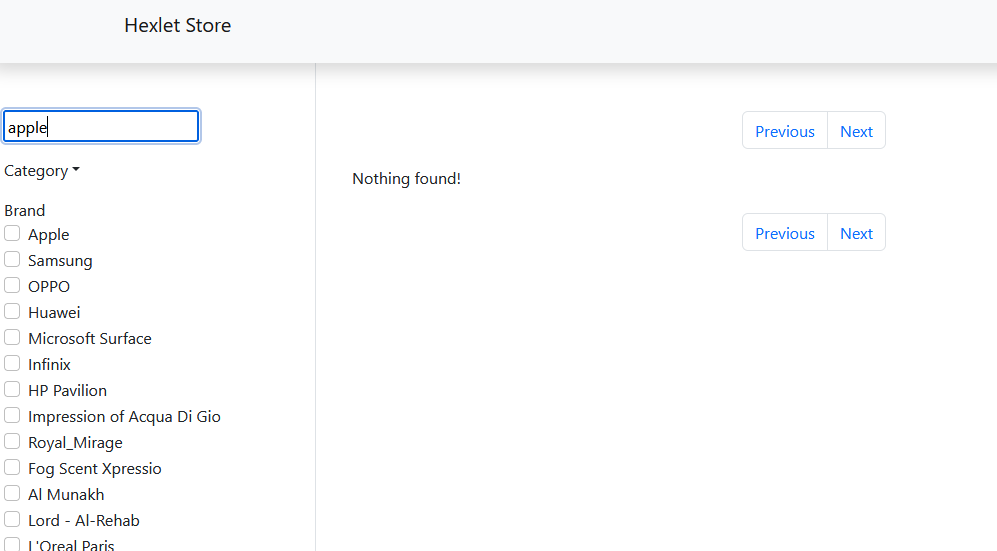 Hexlet Store
apple
Category
Brand
Apple
Samsung
OPPO
Huawei
Microsoft Surface
Infinix
HP Pavilion
Impression of Acqua Di Gio
Royal_Mirage
Fog Scent Xpressio
Al Munakh
Lord - Al-Rehab
L'Oreal Paris
Previous Next
Nothing found!
Previous Next